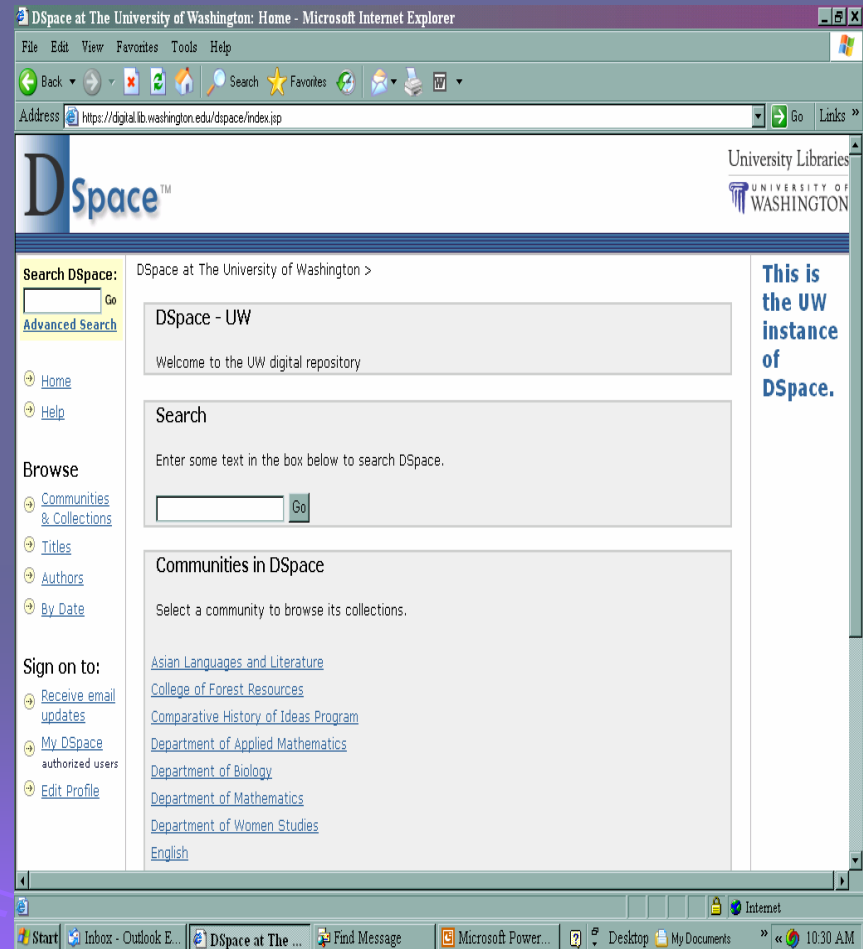 DSpace at The University of Washington: Home - Microsoft Internet Explorer
File Edit View Favorites Tools Help
Back Search Favorites
Address https://digital.lib.washington.edu/dspace/index.jsp Go Links »
DSpace™
University Libraries
UNIVERSITY OF
WASHINGTON
Search DSpace:
Go
Advanced Search
Home
Help
Browse
Communities
& Collections
Titles
Authors
By Date
Sign on to:
Receive email
updates
My DSpace
authorized users
Edit Profile
DSpace at The University of Washington >
DSpace - UW
Welcome to the UW digital repository
Search
Enter some text in the box below to search DSpace.
Go
Communities in DSpace
Select a community to browse its collections.
Asian Languages and Literature
College of Forest Resources
Comparative History of Ideas Program
Department of Applied Mathematics
Department of Biology
Department of Mathematics
Department of Women Studies
English
This is
the UW
instance
of
DSpace.
Internet
Start Inbox - Outlook E... DSpace at The ... Find Message Microsoft Power... Desktop My Documents » « 10:30 AM